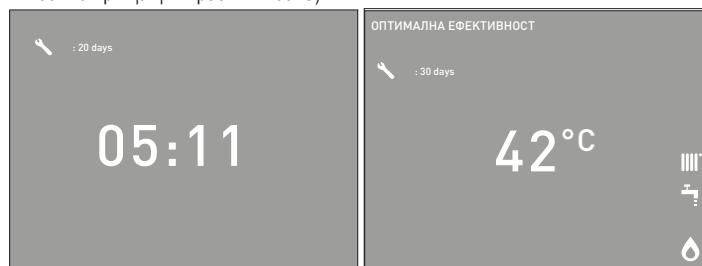 : 20 days
05:11
ОПТИМАЛНА ЕФЕКТИВНОСТ
: 30 days
42°C